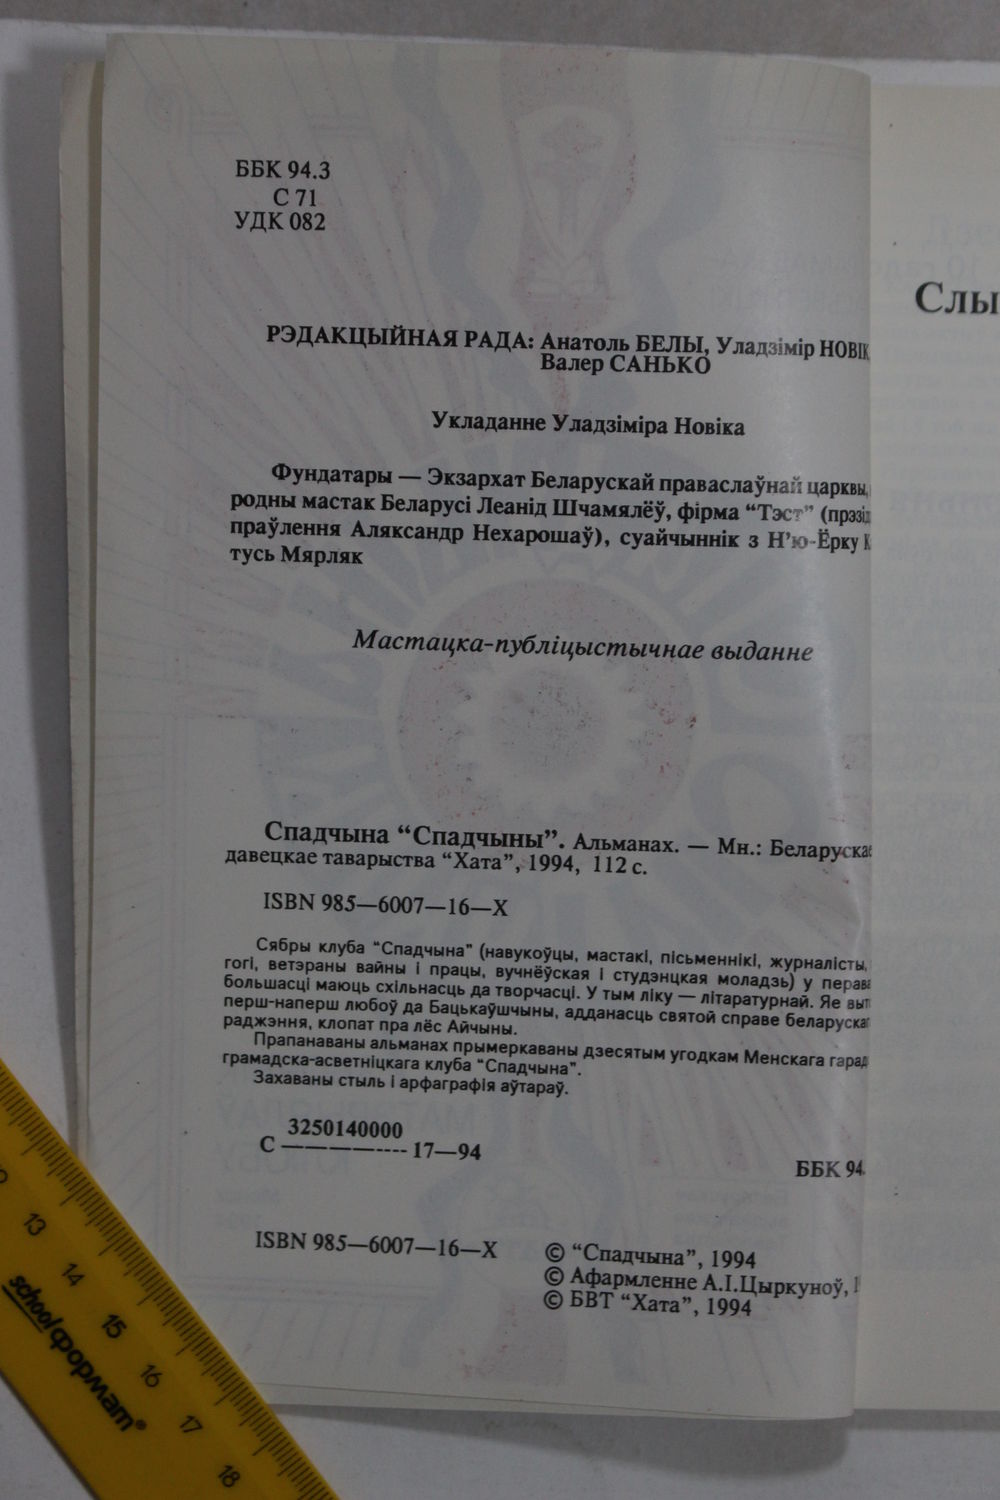 ББК 94.3
С 71
УДК 082
РЭДАКЦЫЙНАЯ РАДА: Анатоль БЕЛЫ, Уладзімір НОВІК
Валер САНЬКО
Укладанне Уладзіміра Новіка
Фундатары — Экзархат Беларускай праваслаўнай царквы,
родны мастак Беларусі Леанід Шчамялёў, фірма “Тэст” (прэзід
праўлення Аляксандр Нехарошаў), суайчыннік з Н’ю-Ёрку К
тусь Мярляк
Мастацка-публіцыстычнае выданне
Спадчына “Спадчыны”. Альманах. — Мн.: Беларускае
давецкае таварыства “Хата”, 1994, 112 с.
ISBN 985—6007—16—X
Сябры клуба “Спадчына” (навукоўцы, мастакі, пісьменнікі, журналісты,
гогі, ветэраны вайны і працы, вучнёўская і студэнцкая моладзь) у перава
большасці маюць схільнасць да творчасці. У тым ліку — літаратурнай. Яе выт
перш-наперш любоў да Бацькаўшчыны, адданасць святой справе беларускаг
раджэння, клопат пра лёс Айчыны.
Прапанаваны альманах прымеркаваны дзесятым угодкам Менскага гарад
грамадска-асветніцкага клуба “Спадчына”.
Захаваны стыль і арфаграфія аўтараў.
3250140000
С —————---- 17—94
ББК 94.
ISBN 985—6007—16—X
© “Спадчына”, 1994
© Афармленне А.І.Цыркуноў, 1
© БВТ “Хата”, 1994
Слы
13
14
15
16
17
18
schoolформат®